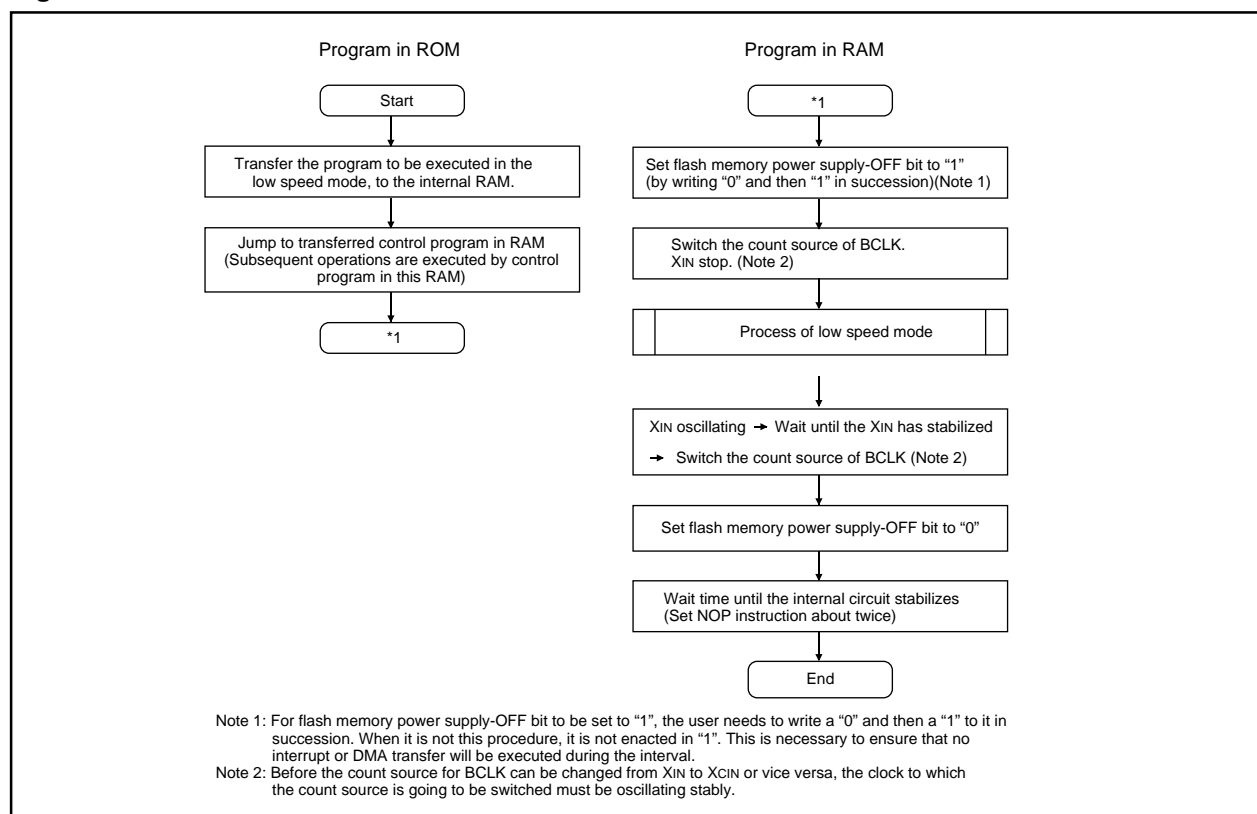 Program in ROM
Start
Transfer the program to be executed in the
low speed mode, to the internal RAM.
Jump to transferred control program in RAM
(Subsequent operations are executed by control
program in this RAM)
*1
Program in RAM
*1
Set flash memory power supply-OFF bit to “1”
(by writing “0” and then “1” in succession)(Note 1)
Switch the count source of BCLK.
XIN stop. (Note 2)
Process of low speed mode
XIN oscillating → Wait until the XIN has stabilized
→ Switch the count source of BCLK (Note 2)
Set flash memory power supply-OFF bit to “0”
Wait time until the internal circuit stabilizes
(Set NOP instruction about twice)
End
Note 1: For flash memory power supply-OFF bit to be set to “1”, the user needs to write a “0” and then a “1” to it in
succession. When it is not this procedure, it is not enacted in “1”. This is necessary to ensure that no
interrupt or DMA transfer will be executed during the interval.
Note 2: Before the count source for BCLK can be changed from XIN to XCIN or vice versa, the clock to which
the count source is going to be switched must be oscillating stably.